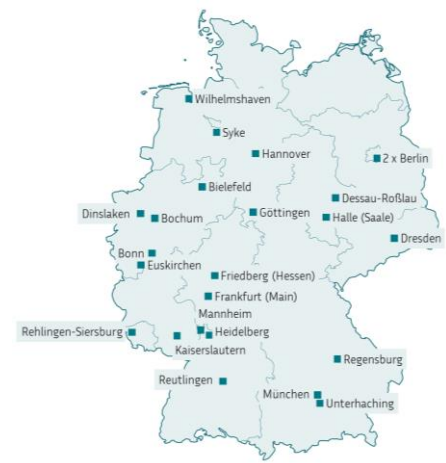 Wilhelmshaven
Syke
Hannover
2 x Berlin
Bielefeld
Dessau-Roßlau
Dinslaken
Bochum
Göttingen
Halle (Saale)
Dresden
Bonn
Euskirchen
Friedberg (Hessen)
Frankfurt (Main)
Mannheim
Rehlingen-Siersburg
Heidelberg
Kaiserslautern
Regensburg
Reutlingen
München
Unterhaching